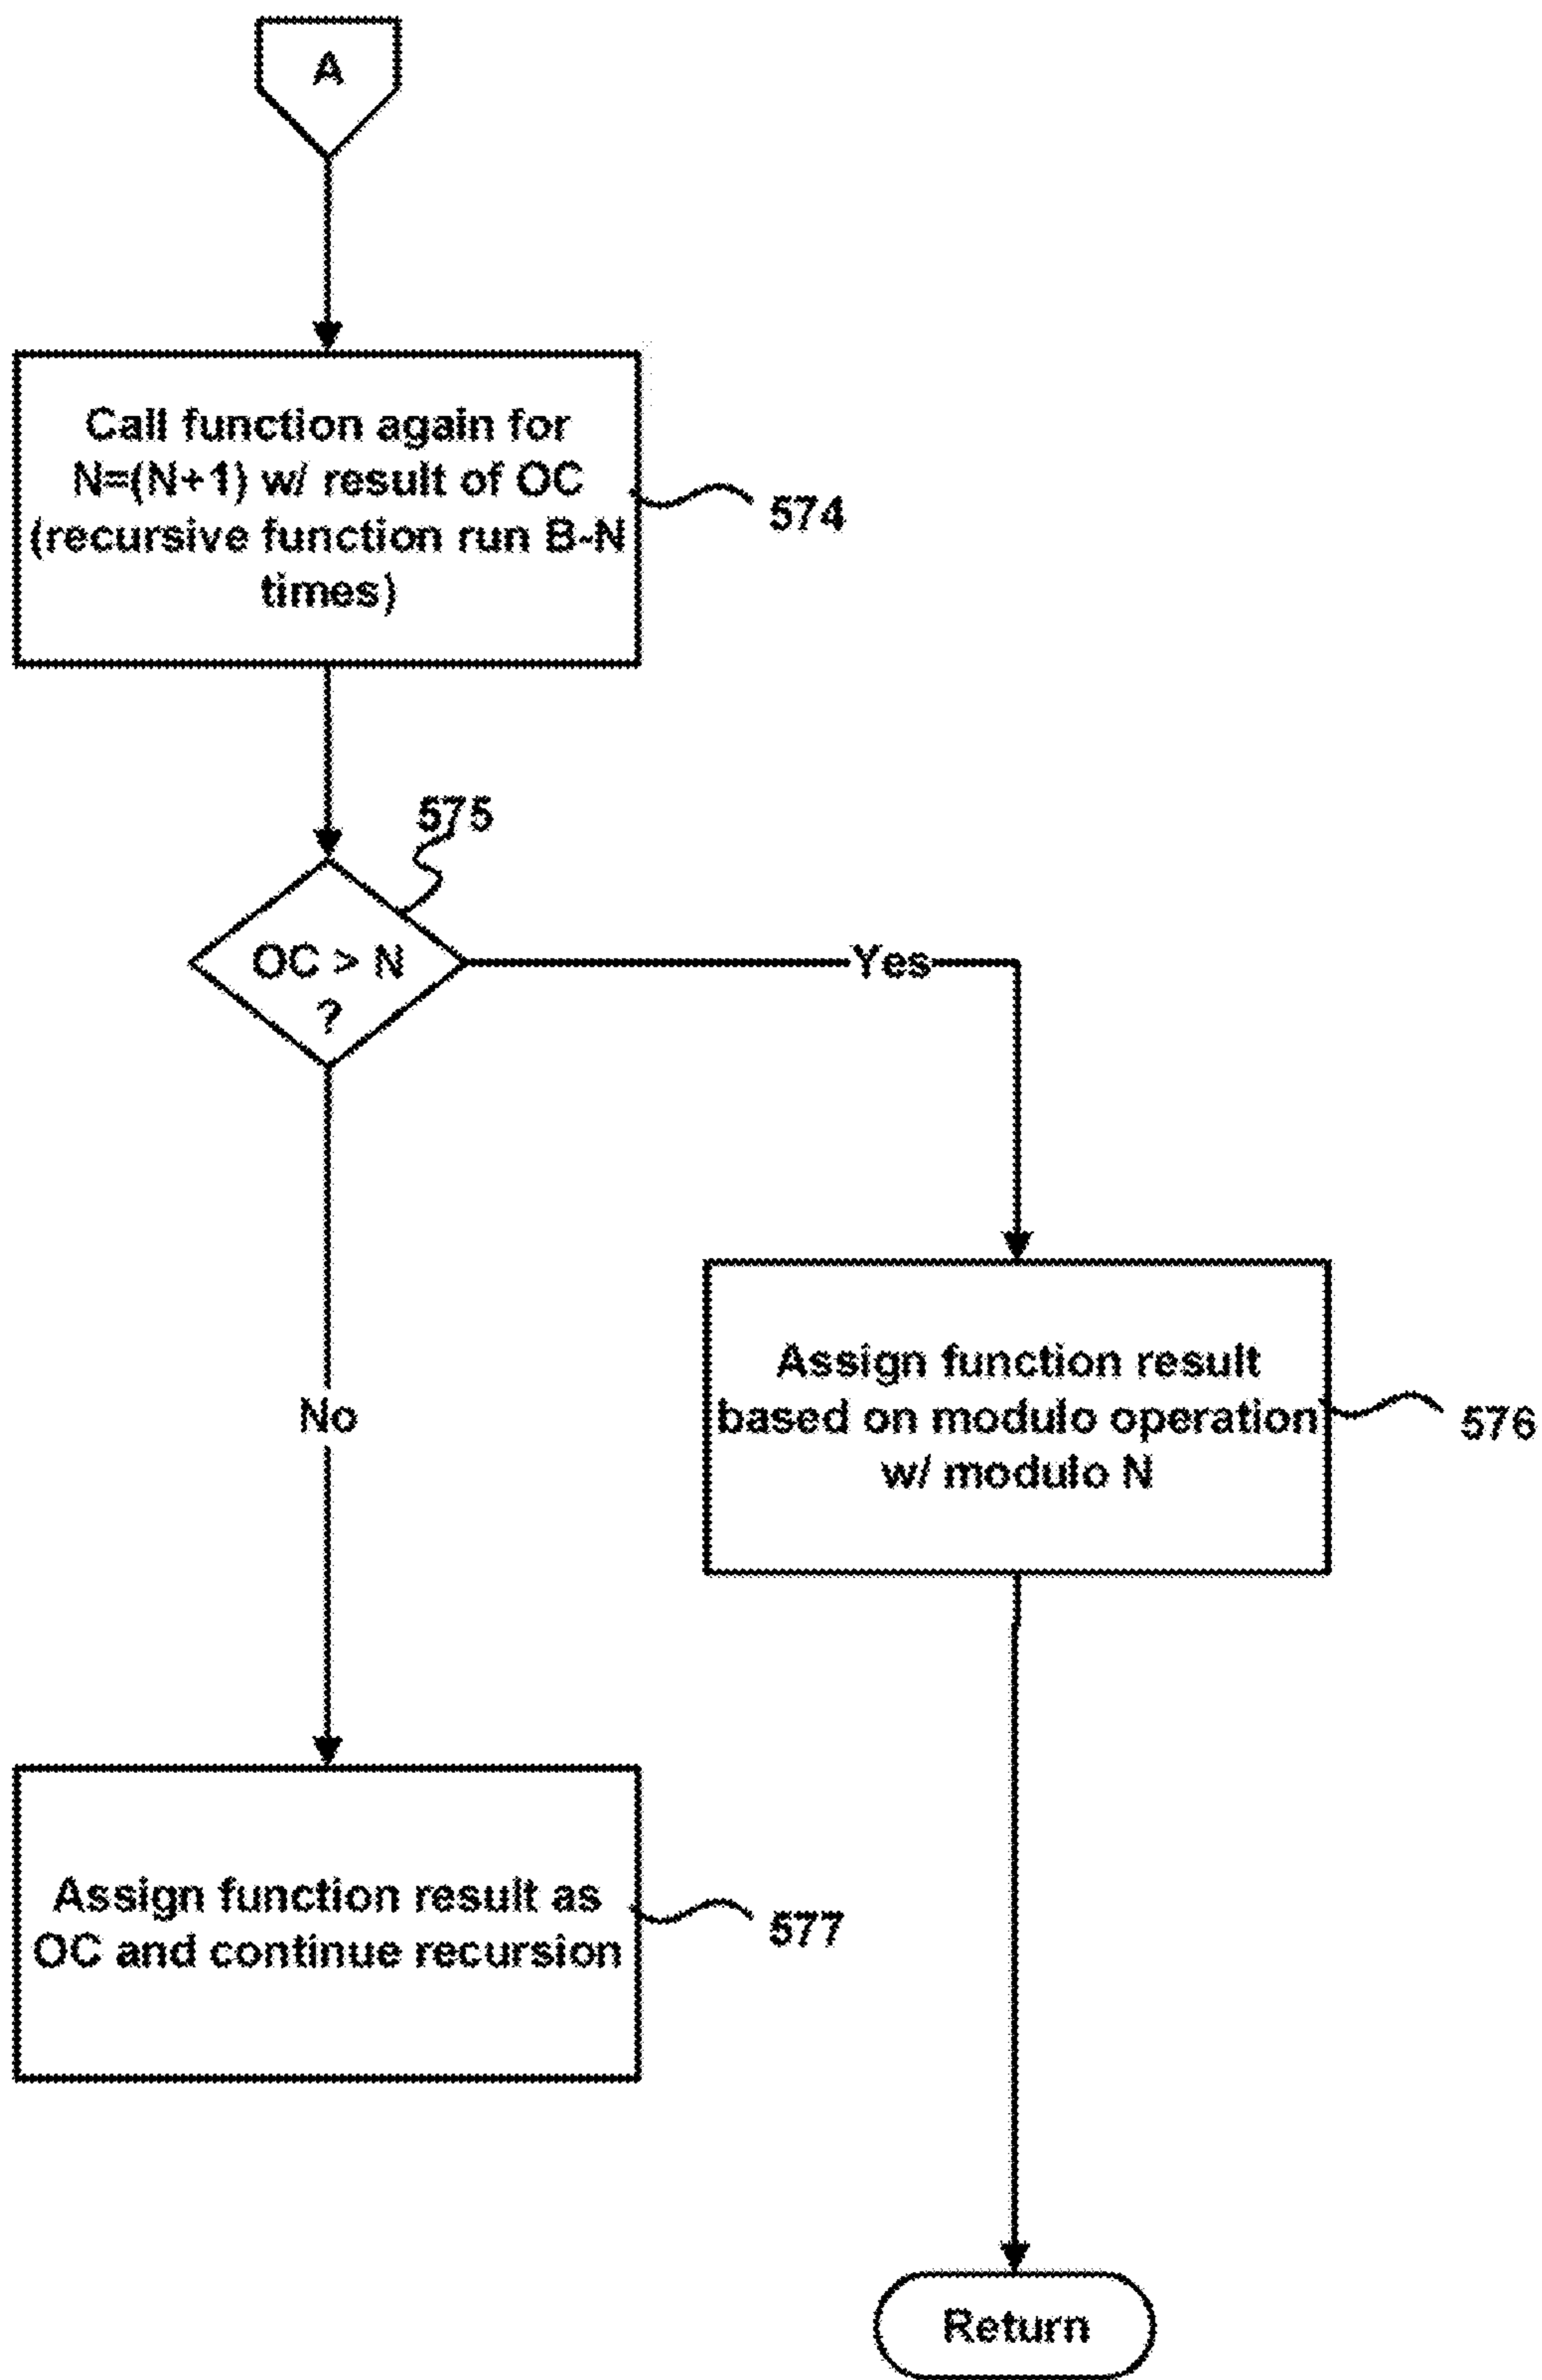 A
Call function again for
N=(N+1) w/ result of OC
(recursive function run B-N
times)
574
575
OC > N
?
Yes
Assign function result
based on modulo operation
w/ modulo N
576
No
Assign function result as
OC and continue recursion
577
Return